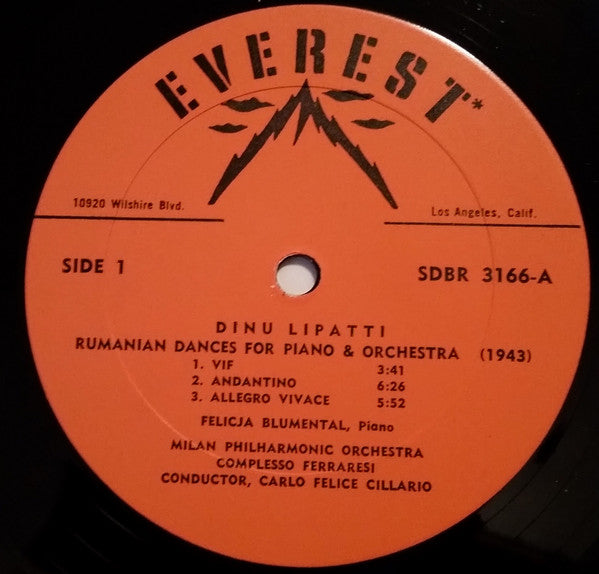 EVEREST*
10920 Wilshire Blvd.
Los Angeles, Calif.
SIDE 1
SDBR 3166-A
DINU LIPATTI
RUMANIAN DANCES FOR PIANO & ORCHESTRA (1943)
1. VIF 3:41
2. ANDANTINO 6:26
3. ALLEGRO VIVACE 5:52
FELICJA BLUMENTAL, Piano
MILAN PHILHARMONIC ORCHESTRA
COMPLESSO FERRARESI
CONDUCTOR, CARLO FELICE CILLARIO